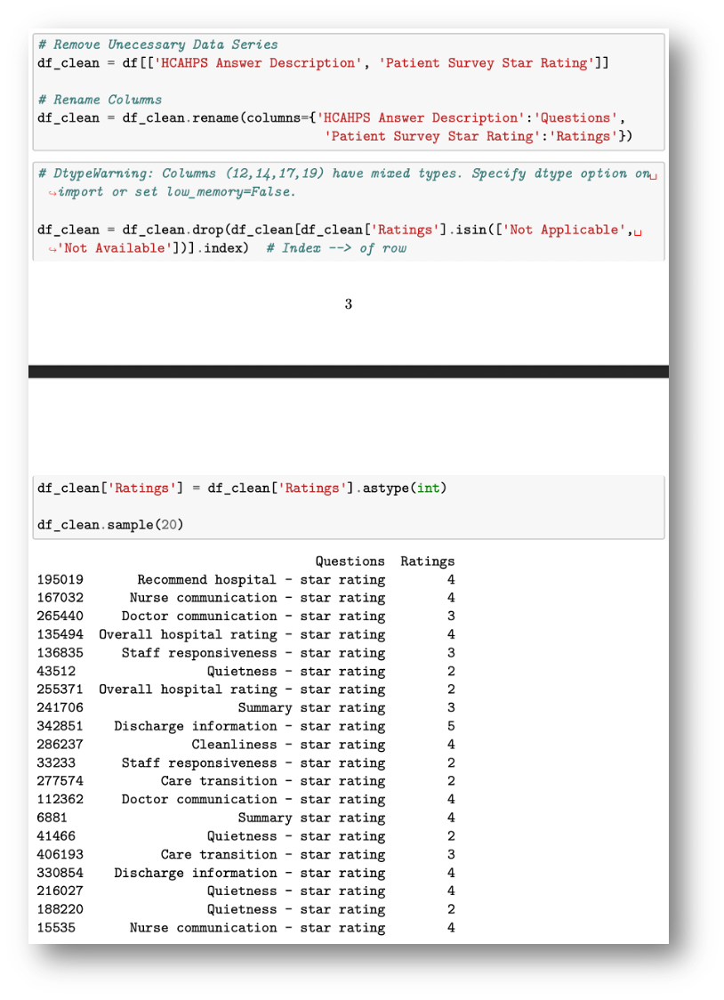 # Remove Unecessary Data Series
df_clean = df[['HCAHPS Answer Description', 'Patient Survey Star Rating']]
# Rename Columns
df_clean = df_clean.rename(columns={'HCAHPS Answer Description':'Questions',
'Patient Survey Star Rating':'Ratings'})
# DtypeWarning: Columns (12,14,17,19) have mixed types. Specify dtype option on␣
↪import or set low_memory=False.
df_clean = df_clean.drop(df_clean[df_clean['Ratings'].isin(['Not Applicable',␣
↪'Not Available'])].index)  # Index --> of row
3
df_clean['Ratings'] = df_clean['Ratings'].astype(int)
df_clean.sample(20)
Questions  Ratings
195019 Recommend hospital - star rating 4
167032 Nurse communication - star rating 4
265440 Doctor communication - star rating 3
135494 Overall hospital rating - star rating 4
136835 Staff responsiveness - star rating 3
43512 Quietness - star rating 2
255371 Overall hospital rating - star rating 2
241706 Summary star rating 3
342851 Discharge information - star rating 5
286237 Cleanliness - star rating 4
33233 Staff responsiveness - star rating 2
277574 Care transition - star rating 2
112362 Doctor communication - star rating 4
6881 Summary star rating 4
41466 Quietness - star rating 2
406193 Care transition - star rating 3
330854 Discharge information - star rating 4
216027 Quietness - star rating 4
188220 Quietness - star rating 2
15535 Nurse communication - star rating 4